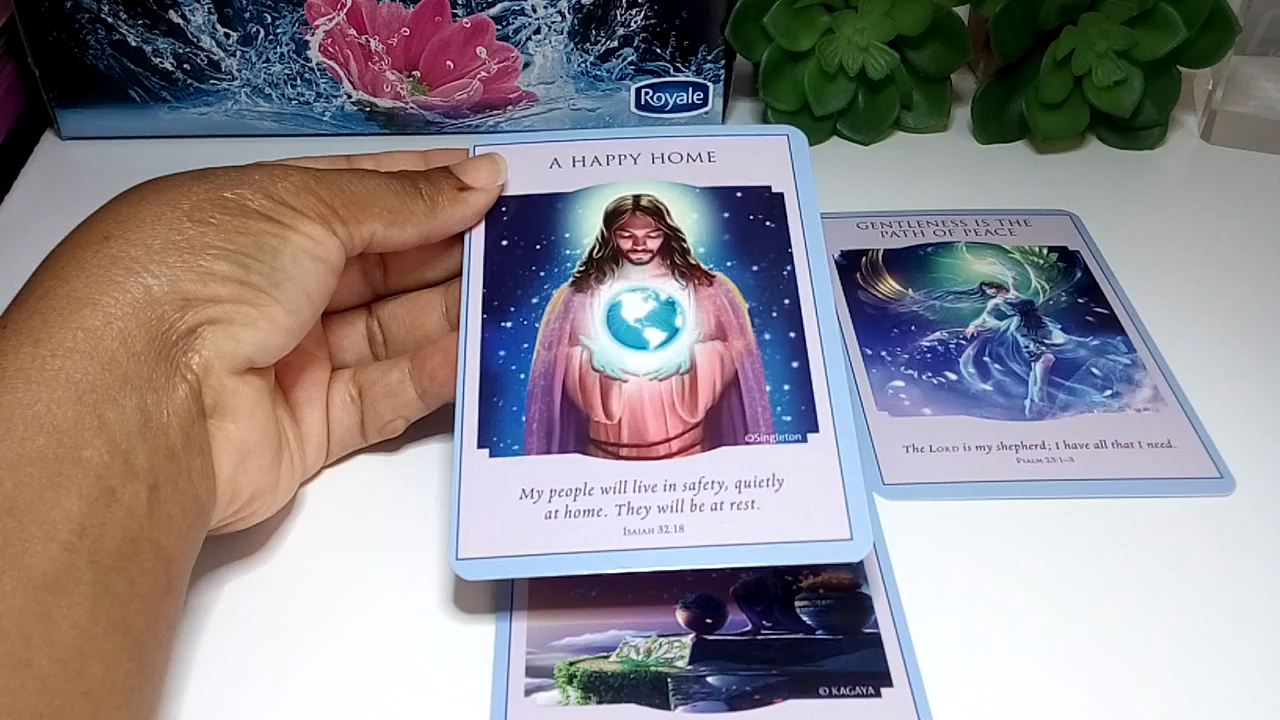 Royale
A HAPPY HOME
©Singleton
My people will live in safety, quietly
at home. They will be at rest.
ISAIAH 32:18
GENTLENESS IS THE
PATH OF PEACE
The LORD is my shepherd; I have all that I need.
PSALM 23:1–3
© KAGAYA